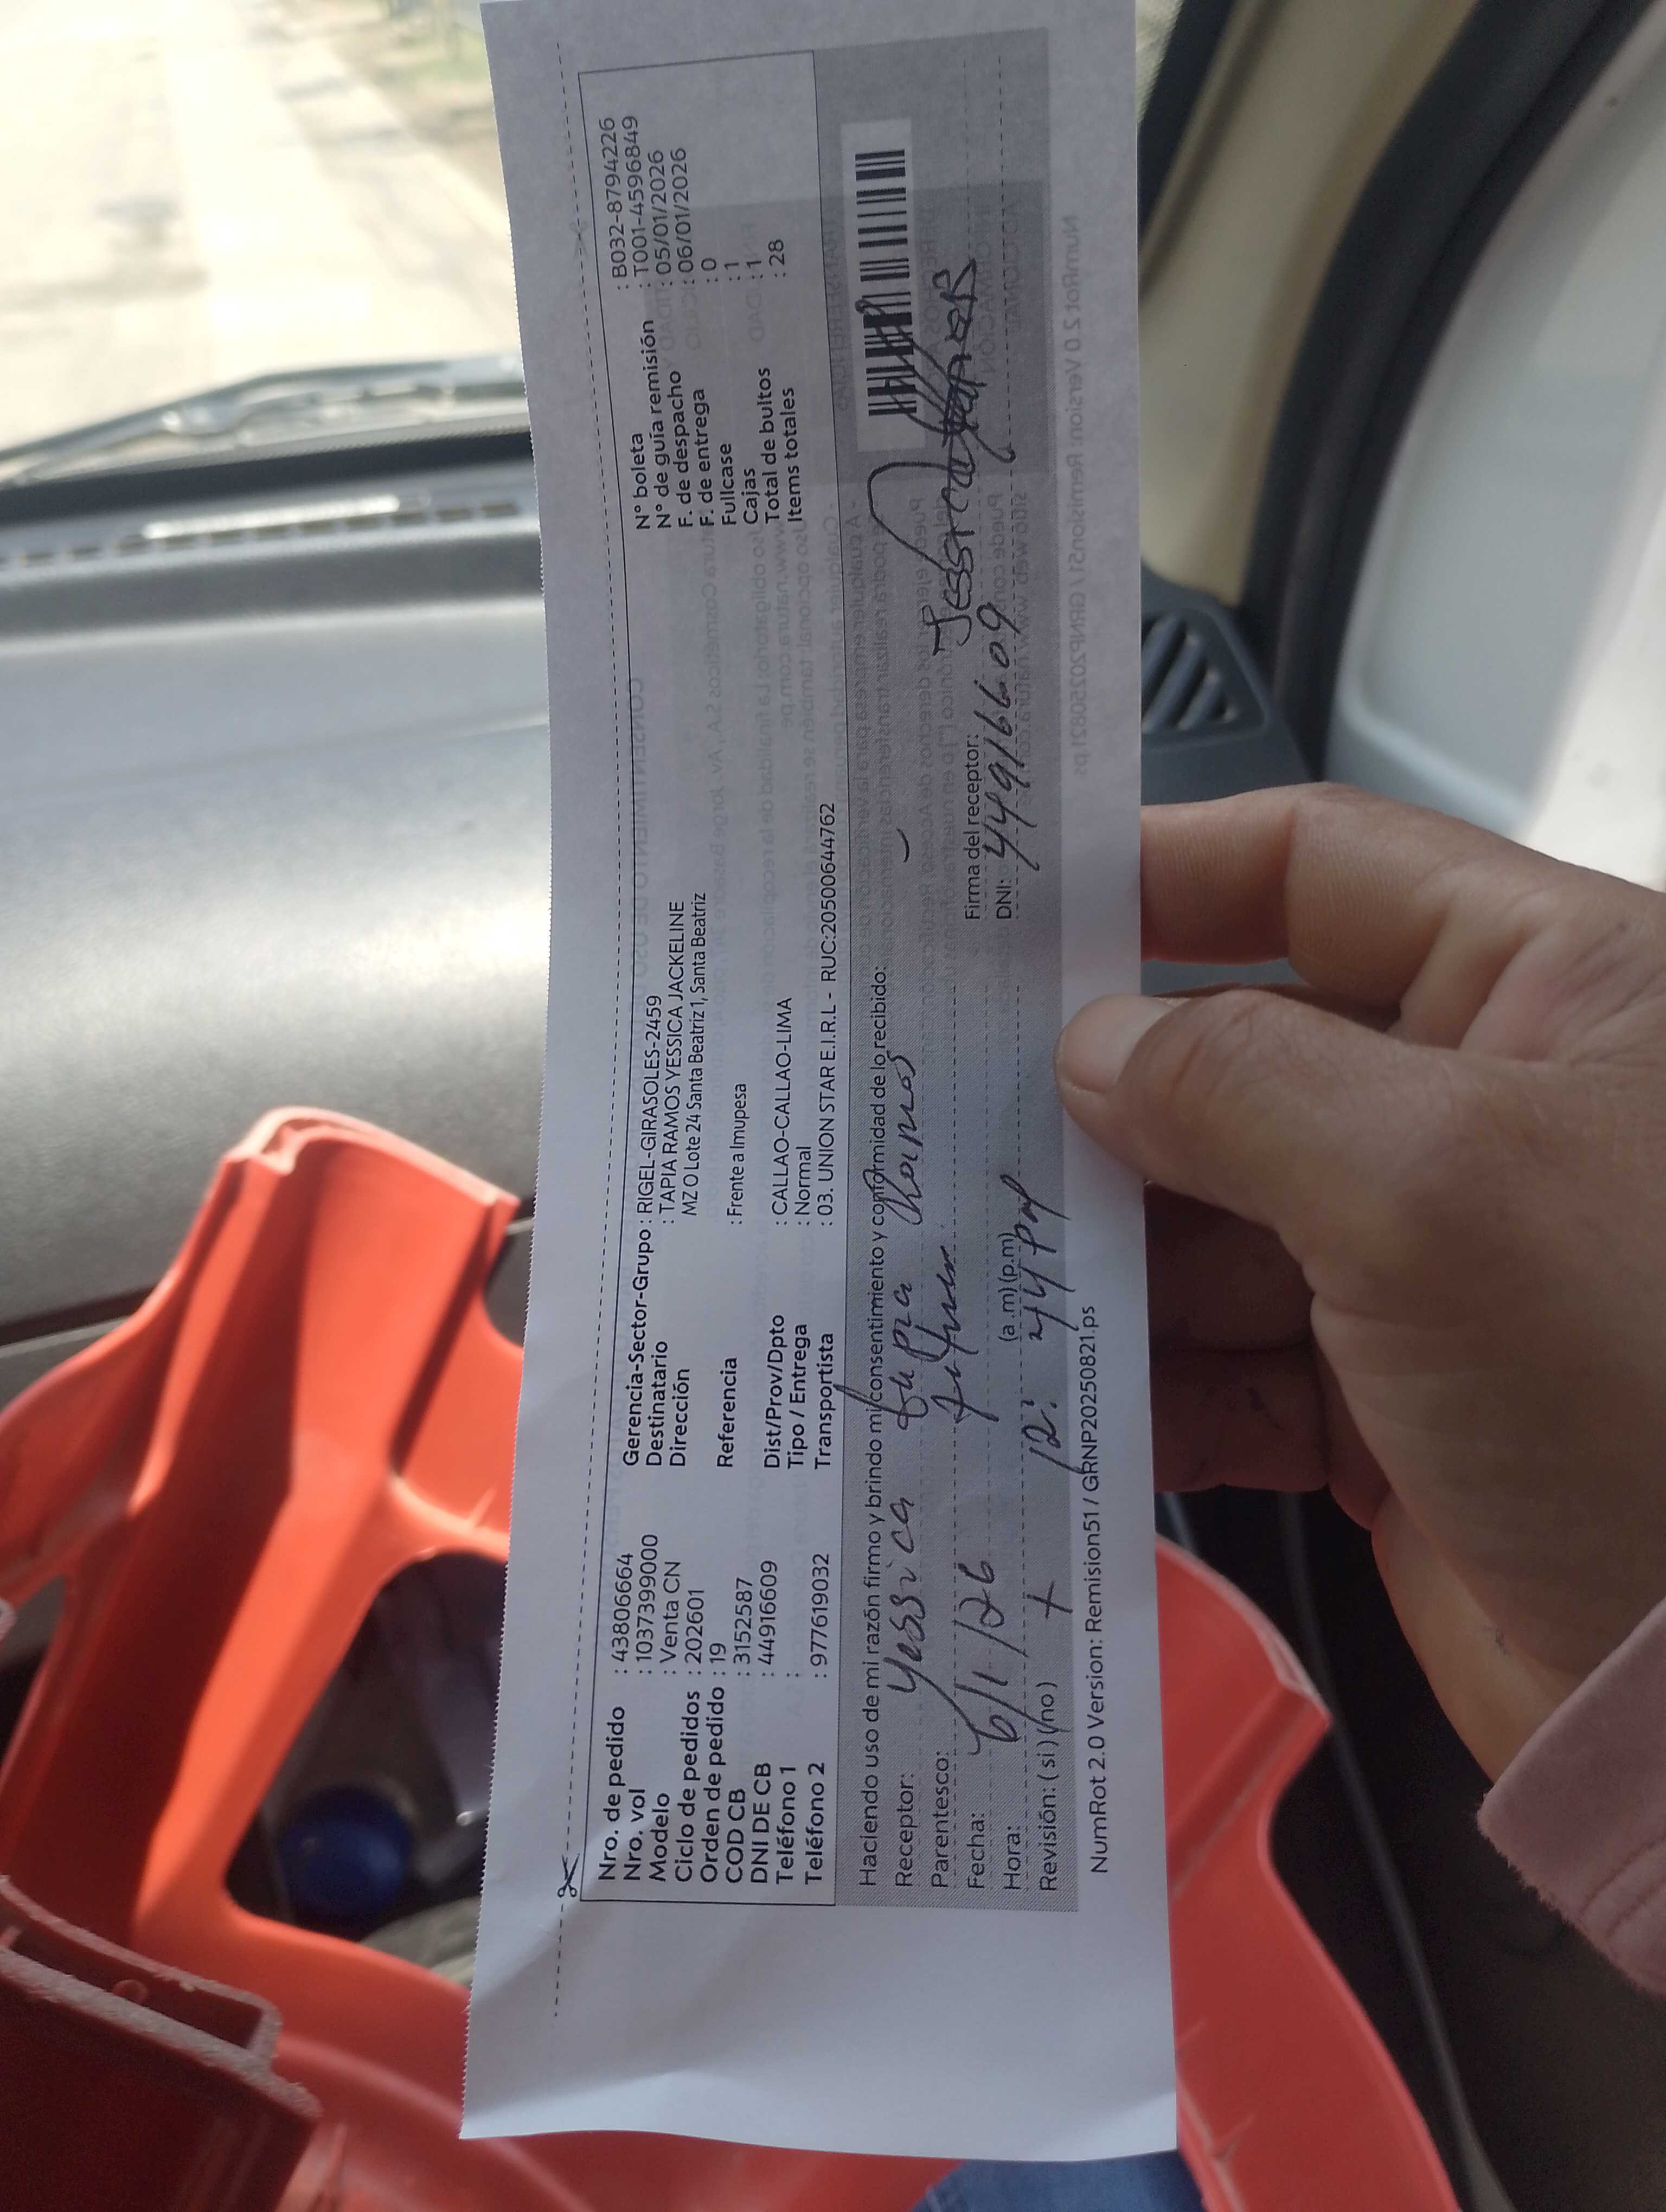 Nro. de pedido : 43806664
Nro. vol : 1037399000
Modelo : Venta CN
Ciclo de pedidos : 202601
Orden de pedido : 19
COD CB : 3152587
DNI DE CB : 44916609
Teléfono 1 :
Teléfono 2 : 977619032
Gerencia-Sector-Grupo : RIGEL-GIRASOLES-2459
Destinatario : TAPIA RAMOS YESSICA JACKELINE
Dirección MZ O Lote 24 Santa Beatriz 1, Santa Beatriz
Referencia : Frente a Imupesa
Dist/Prov/Dpto : CALLAO-CALLAO-LIMA
Tipo / Entrega : Normal
Transportista : 03. UNION STAR E.I.R.L - RUC:20500644762
N° boleta : B032-8794226
N° de guía remisión : T001-4596849
F. de despacho : 05/01/2026
F. de entrega : 06/01/2026
Fullcase : 0
Cajas : 1
Total de bultos : 1
Items totales : 28
Haciendo uso de mi razón firmo y brindo mi consentimiento y conformidad de lo recibido:
Receptor: Yessica Tapia Ramos
Parentesco:
Fecha: 6/1/26
Hora: (a.m) (p.m) 12:
Revisión: ( si ) ( no )
Firma del receptor:
DNI: 44916609
NumRot 2.0 Version: Remision51 / GRNP20250821.ps